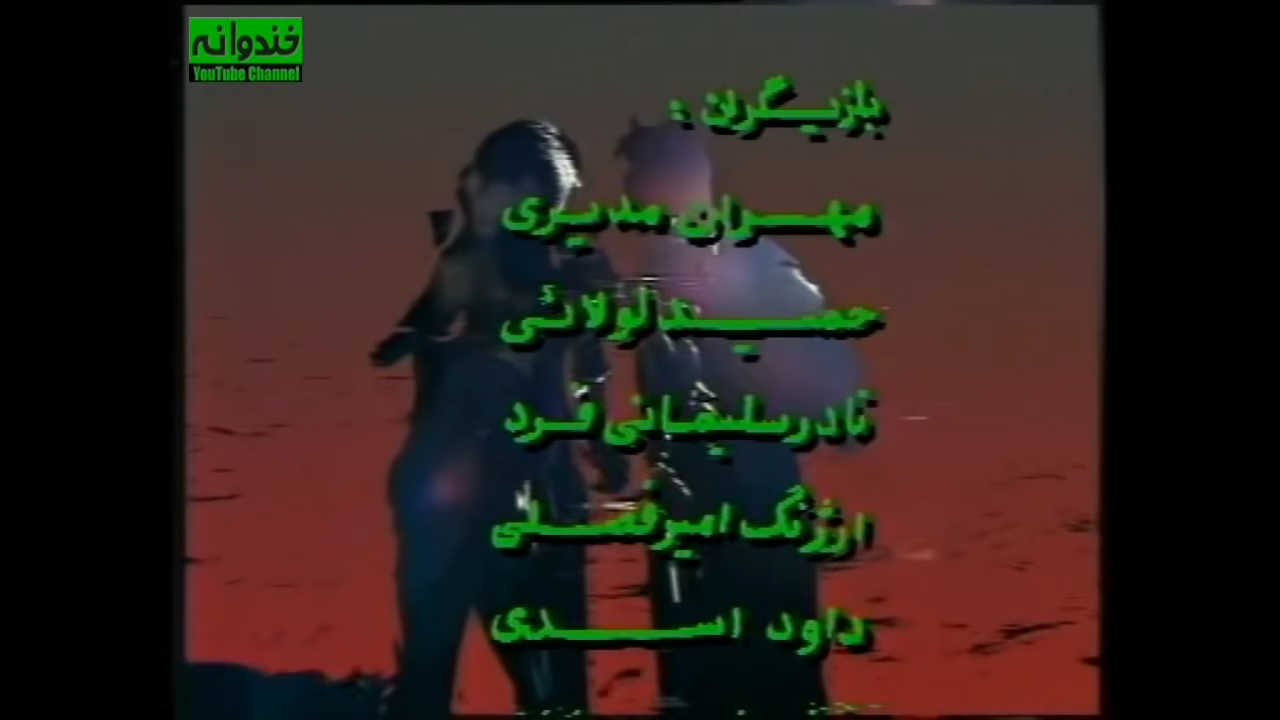 خندوانه
YouTube Channel
بازیگران :
مهران مدیری
حمید لولائی
نادر سلیمانی فرد
ارژنگ امیرفضلی
داود اسدی